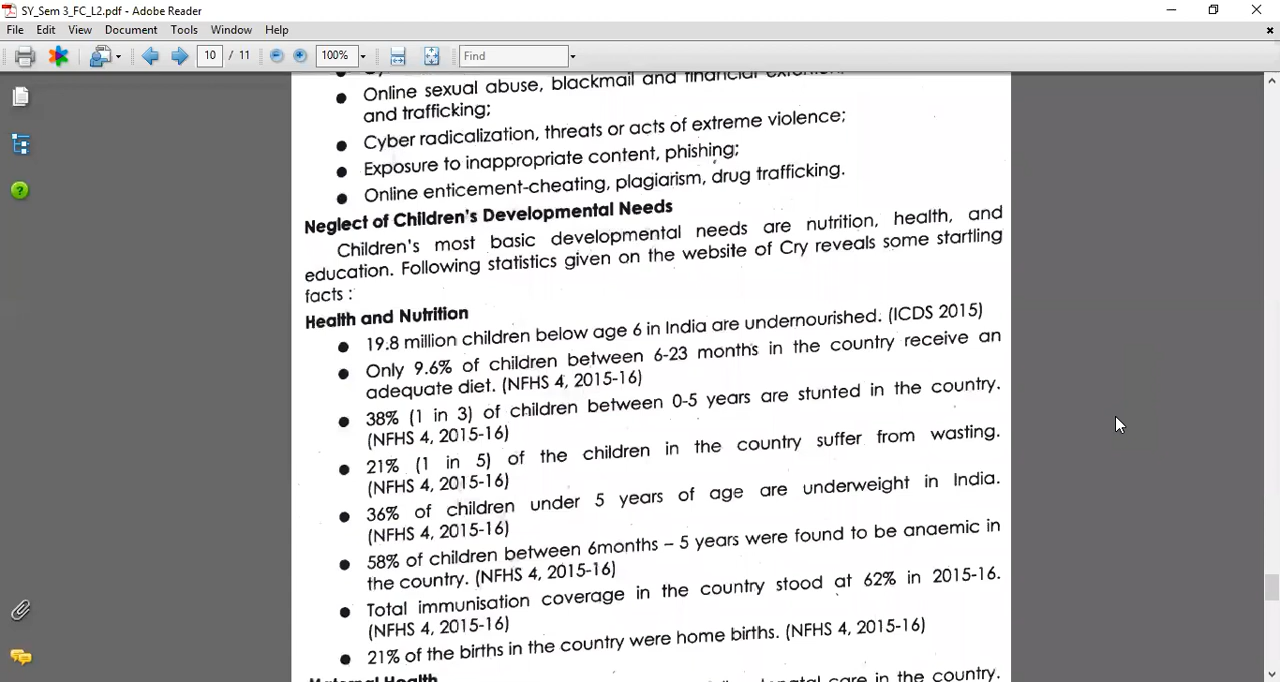 SY_Sem 3_FC_L2.pdf - Adobe Reader
File Edit View Document Tools Window Help
10 / 11 100% Find
Online sexual abuse, blackmail and financial
and trafficking;
Cyber radicalization, threats or acts of extreme violence;
Exposure to inappropriate content, phishing;
Online enticement-cheating, plagiarism, drug trafficking.
Neglect of Children's Developmental Needs
Children's most basic developmental needs are nutrition, health, and
education. Following statistics given on the website of Cry reveals some startling
facts :
Health and Nutrition
19.8 million children below age 6 in India are undernourished. (ICDS 2015)
Only 9.6% of children between 6-23 months in the country receive an
adequate diet. (NFHS 4, 2015-16)
38% (1 in 3) of children between 0-5 years are stunted in the country.
(NFHS 4, 2015-16)
21% (1 in 5) of the children in the country suffer from wasting.
(NFHS 4, 2015-16)
36% of children under 5 years of age are underweight in India.
(NFHS 4, 2015-16)
58% of children between 6months – 5 years were found to be anaemic in
the country. (NFHS 4, 2015-16)
Total immunisation coverage in the country stood at 62% in 2015-16.
(NFHS 4, 2015-16)
21% of the births in the country were home births. (NFHS 4, 2015-16)
Maternal Health
care in the country.